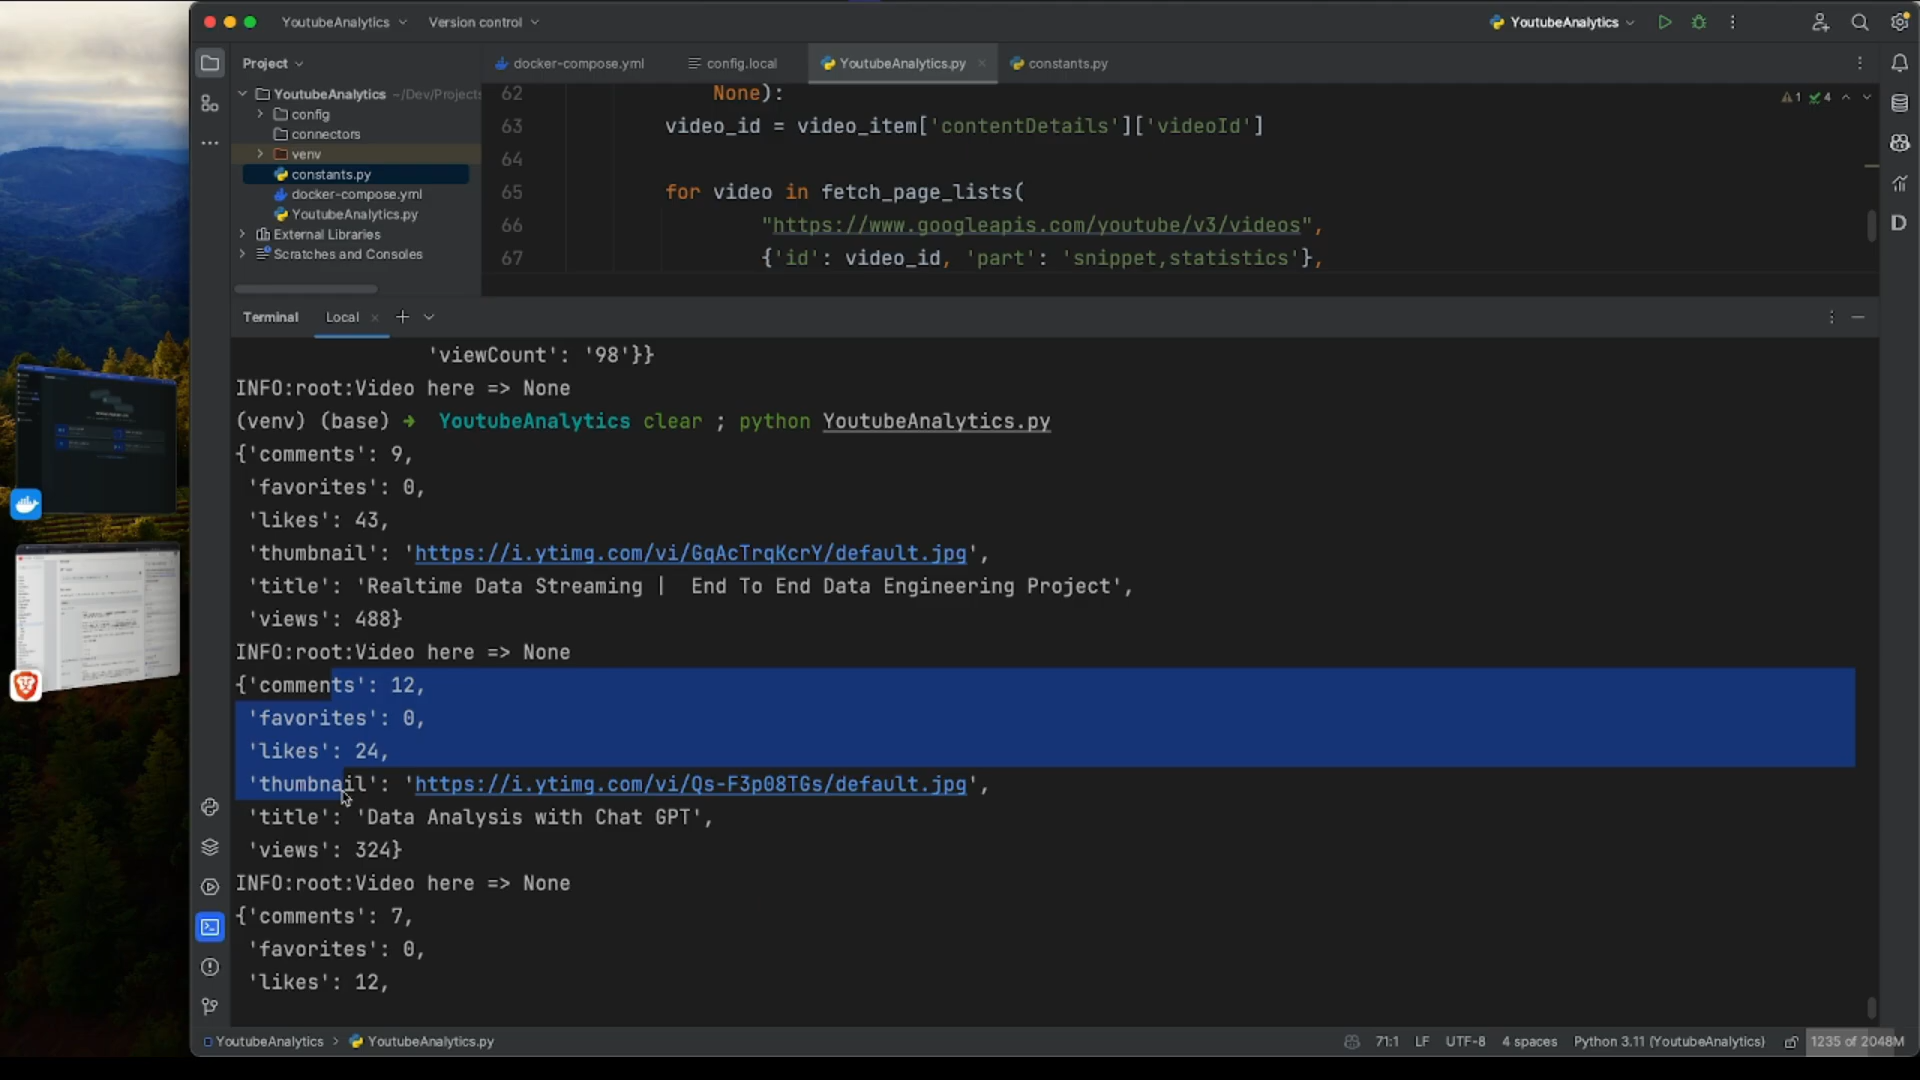 YoutubeAnalytics
Version control
YoutubeAnalytics
Project
docker-compose.yml
config.local
YoutubeAnalytics.py
constants.py
YoutubeAnalytics ~/Dev/Projects
config
connectors
venv
constants.py
docker-compose.yml
YoutubeAnalytics.py
External Libraries
Scratches and Consoles
1
4
62 None):
63 video_id = video_item['contentDetails']['videoId']
64
65 for video in fetch_page_lists(
66 "https://www.googleapis.com/youtube/v3/videos",
67 {'id': video_id, 'part': 'snippet,statistics'},
Terminal
Local
'viewCount': '98'}}
INFO:root:Video here => None
(venv) (base) ➜ YoutubeAnalytics clear ; python YoutubeAnalytics.py
{'comments': 9,
'favorites': 0,
'likes': 43,
'thumbnail': 'https://i.ytimg.com/vi/GqAcTrqKcrY/default.jpg',
'title': 'Realtime Data Streaming | End To End Data Engineering Project',
'views': 488}
INFO:root:Video here => None
{'comments': 12,
'favorites': 0,
'likes': 24,
'thumbnail': 'https://i.ytimg.com/vi/Qs-F3p08TGs/default.jpg',
'title': 'Data Analysis with Chat GPT',
'views': 324}
INFO:root:Video here => None
{'comments': 7,
'favorites': 0,
'likes': 12,
YoutubeAnalytics > YoutubeAnalytics.py
71:1 LF UTF-8 4 spaces Python 3.11 (YoutubeAnalytics) 1235 of 2048M